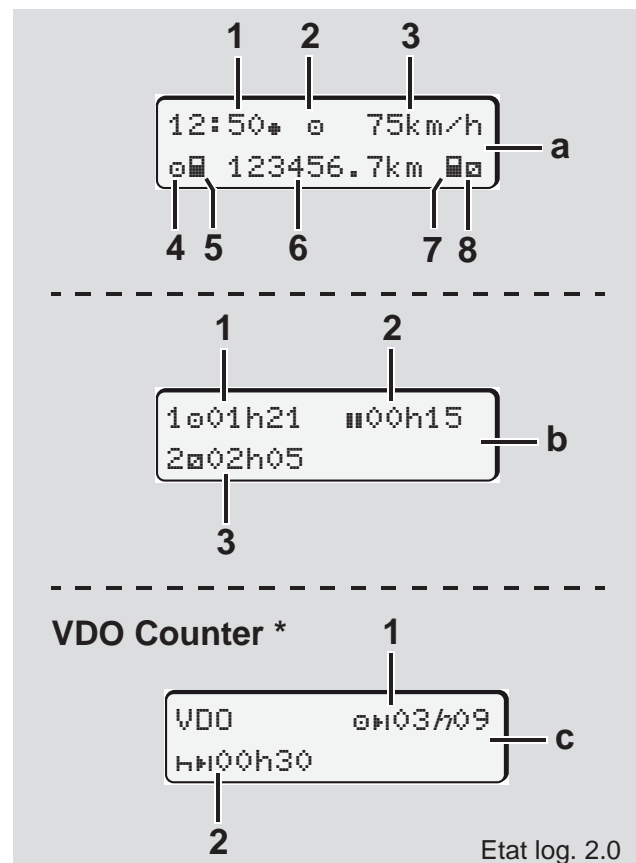 1 2 3
12:50● ⊙ 75km/h
a
⊙ 123456.7km
4 5 6 7 8
1 2
1⊙01h21 00h15
b
2⧄02h05
3
VDO Counter *
1
VDO ⊙03h09
c
00h30
2
Etat log. 2.0